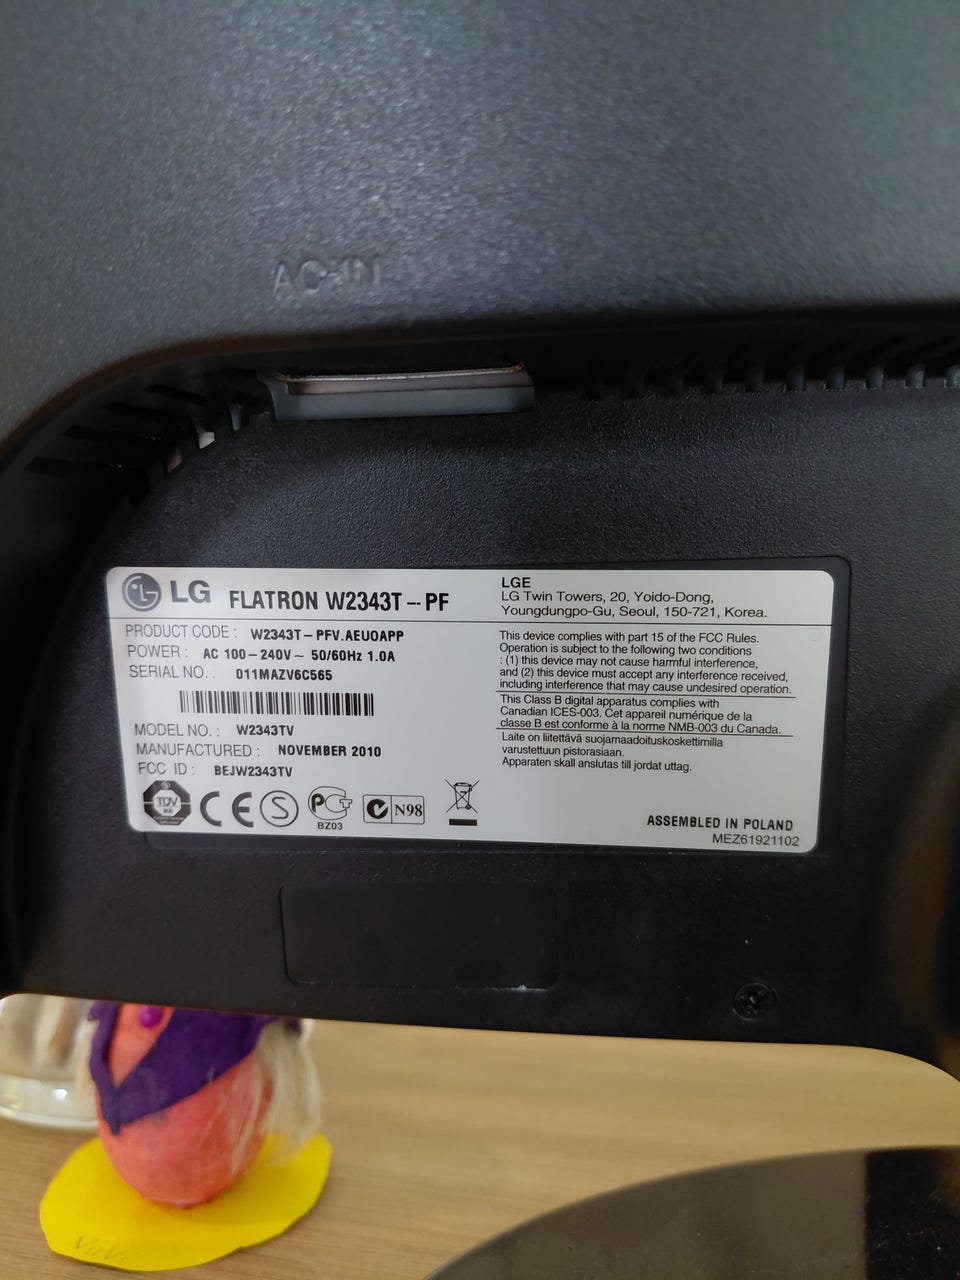 AC-IN
LG FLATRON W2343T-PF
PRODUCT CODE : W2343T-PFV.AEUOAPP
POWER : AC 100-240V~ 50/60Hz 1.0A
SERIAL NO. : 011MAZV6C565
MODEL NO. : W2343TV
MANUFACTURED : NOVEMBER 2010
FCC ID : BEJW2343TV
TÜV
CE
S
PCT
BZ03
C N98
LGE
LG Twin Towers, 20, Yoido-Dong,
Youngdungpo-Gu, Seoul, 150-721, Korea.
This device complies with part 15 of the FCC Rules.
Operation is subject to the following two conditions
: (1) this device may not cause harmful interference,
and (2) this device must accept any interference received,
including interference that may cause undesired operation.
This Class B digital apparatus complies with
Canadian ICES-003. Cet appareil numérique de la
classe B est conforme à la norme NMB-003 du Canada.
Laite on liitettävä suojamaadoituskoskettimilla
varustettuun pistorasiaan.
Apparaten skall anslutas till jordat uttag.
ASSEMBLED IN POLAND
MEZ61921102
ViiVi